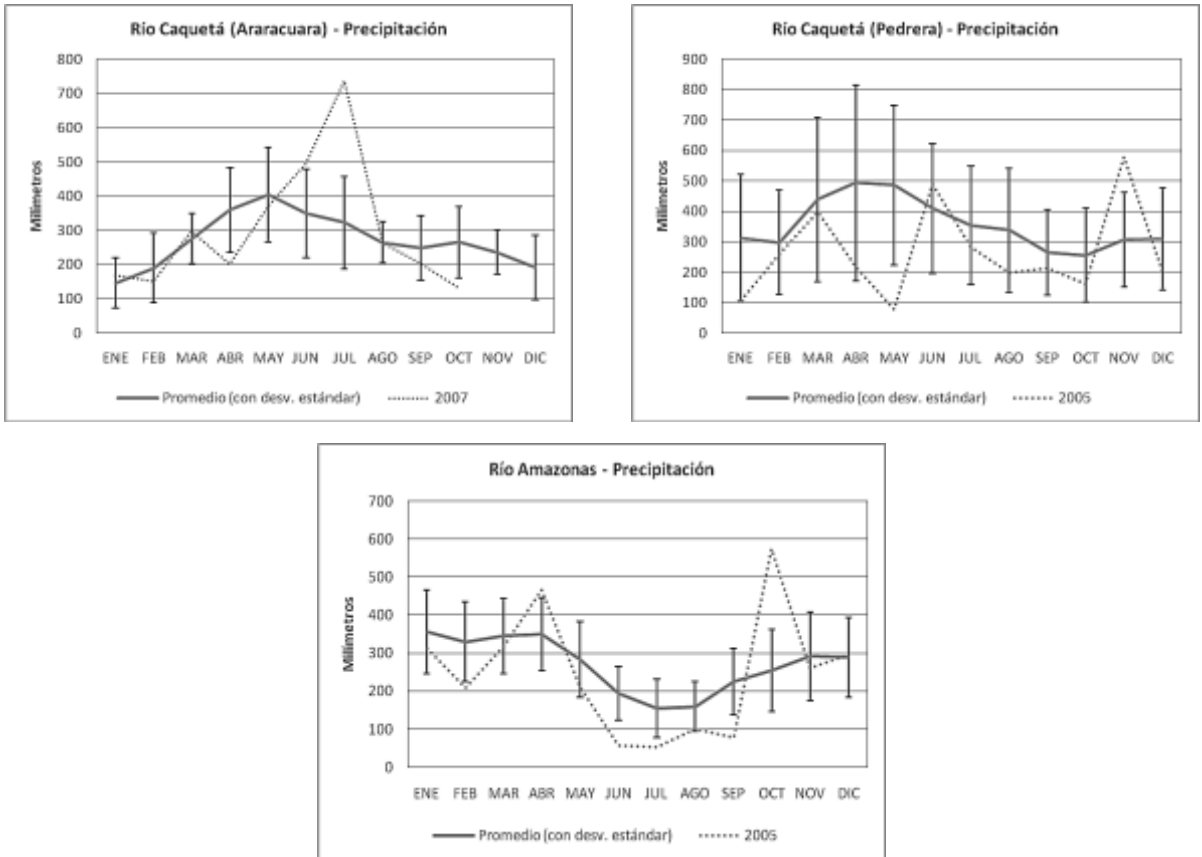 Río Caquetá (Araracuara) - Precipitación
Milímetros
800
700
600
500
400
300
200
100
0
ENE FEB MAR ABR MAY JUN JUL AGO SEP OCT NOV DIC
Promedio (con desv. estándar) 2007
Río Caquetá (Pedrera) - Precipitación
Milímetros
900
800
700
600
500
400
300
200
100
0
ENE FEB MAR ABR MAY JUN JUL AGO SEP OCT NOV DIC
Promedio (con desv. estándar) 2005
Río Amazonas - Precipitación
Milímetros
700
600
500
400
300
200
100
0
ENE FEB MAR ABR MAY JUN JUL AGO SEP OCT NOV DIC
Promedio (con desv. estándar) 2005